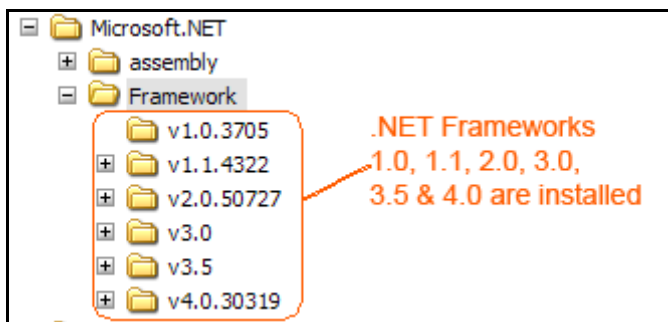 Microsoft.NET
assembly
Framework
v1.0.3705
v1.1.4322
v2.0.50727
v3.0
v3.5
v4.0.30319
.NET Frameworks
1.0, 1.1, 2.0, 3.0,
3.5 & 4.0 are installed